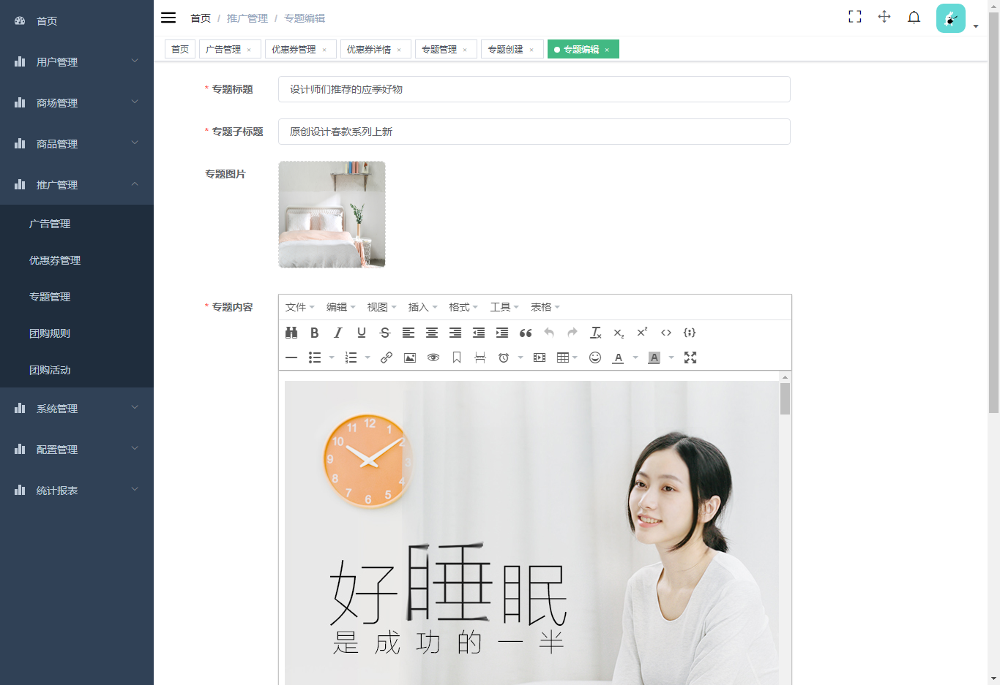 首页
用户管理
商场管理
商品管理
推广管理
广告管理
优惠券管理
专题管理
团购规则
团购活动
系统管理
配置管理
统计报表
首页 / 推广管理 / 专题编辑
首页 广告管理 × 优惠券管理 × 优惠券详情 × 专题管理 × 专题创建 × 专题编辑 ×
* 专题标题 设计师们推荐的应季好物
* 专题子标题 原创设计春款系列上新
专题图片
* 专题内容
文件 编辑 视图 插入 格式 工具 表格
12
11 1
10 2
9 3
8 4
7 5
6
好睡眠
是成功的一半